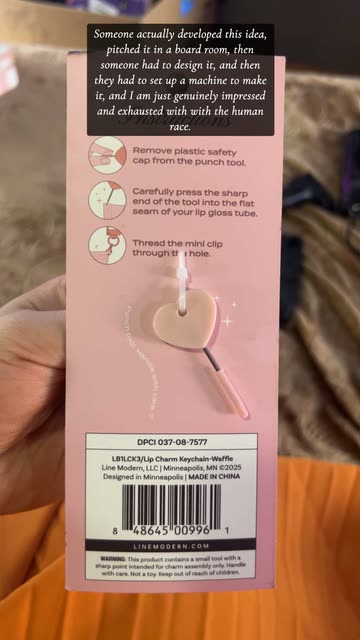 Someone actually developed this idea,
pitched it in a board room, then
someone had to design it, and then
they had to set up a machine to make
it, and I am just genuinely impressed
and exhausted with with the human
race.
Instructions
Remove plastic safety
cap from the punch tool.
Carefully press the sharp
end of the tool into the flat
seam of your lip gloss tube.
Thread the mini clip
through the hole.
Punch tool. Handle with care
DPCI 037-08-7577
LB1LCK3/Lip Charm Keychain-Waffle
Line Modern, LLC | Minneapolis, MN ©2025
Designed in Minneapolis | MADE IN CHINA
8 48645 00996 1
LINEMODERN.COM
WARNING: This product contains a small tool with a
sharp point intended for charm assembly only. Handle
with care. Not a toy. Keep out of reach of children.